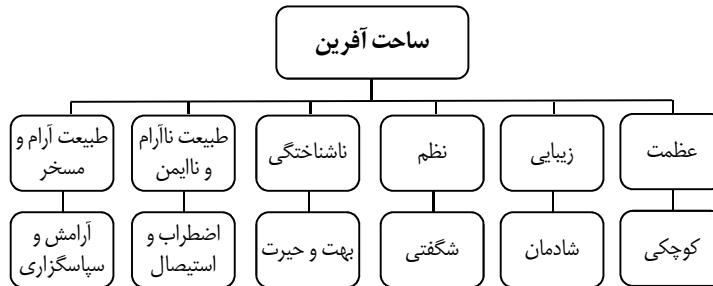 ساحت آفرین
عظمت
زیبایی
نظم
ناشناختگی
طبیعت ناآرام
و ناایمن
طبیعت آرام و
مسخر
کوچکی
شادمان
شگفتی
بهت و حیرت
اضطراب و
استیصال
آرامش و
سپاسگزاری